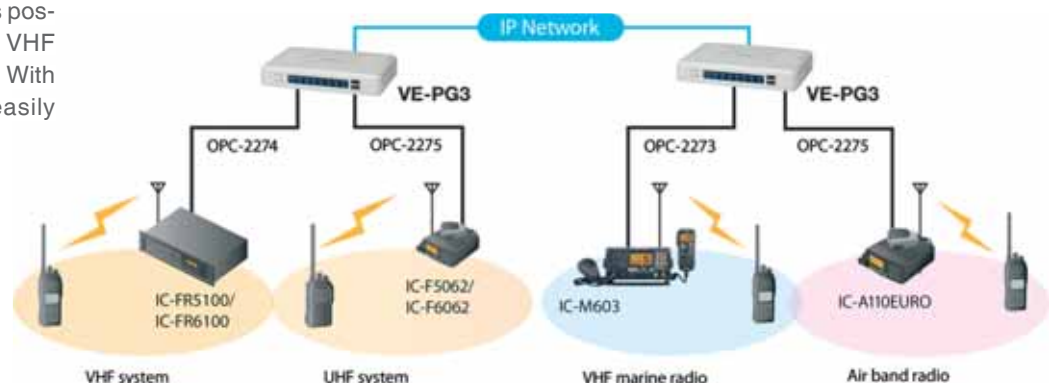 s pos-
VHF
With
easily
IP Network
VE-PG3
VE-PG3
OPC-2274
OPC-2275
OPC-2273
OPC-2275
IC-FR5100/
IC-FR6100
IC-F5062/
IC-F6062
IC-M603
IC-A110EURO
VHF system
UHF system
VHF marine radio
Air band radio